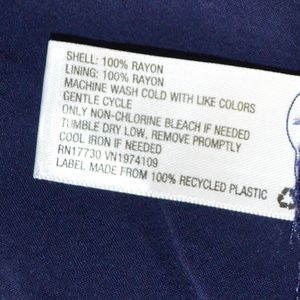 SHELL: 100% RAYON
LINING: 100% RAYON
MACHINE WASH COLD WITH LIKE COLORS
GENTLE CYCLE
ONLY NON-CHLORINE BLEACH IF NEEDED
TUMBLE DRY LOW, REMOVE PROMPTLY
COOL IRON IF NEEDED
RN17730 VN1974109
LABEL MADE FROM 100% RECYCLED PLASTIC